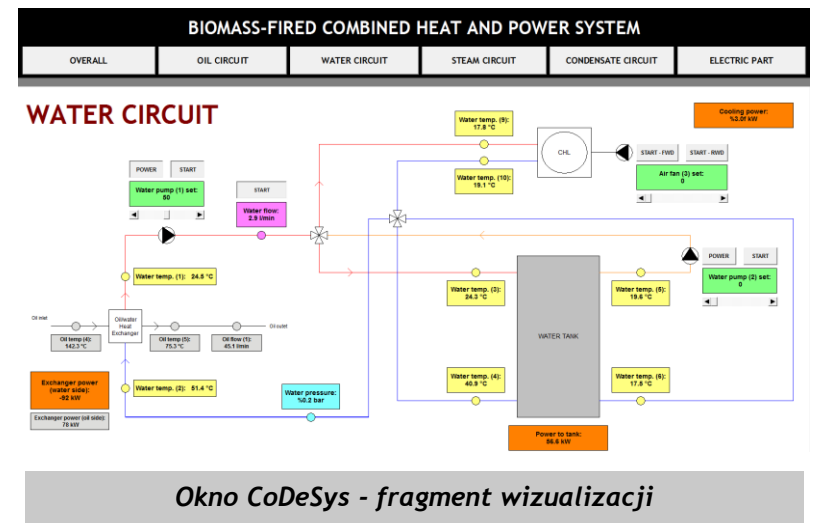 BIOMASS-FIRED COMBINED HEAT AND POWER SYSTEM
OVERALL
OIL CIRCUIT
WATER CIRCUIT
STEAM CIRCUIT
CONDENSATE CIRCUIT
ELECTRIC PART
WATER CIRCUIT
Water temp. (9):
17.8 °C
CHL
START - FWD
START - RWD
Cooling power:
%3.0f kW
POWER
START
Water pump (1) set:
50
START
Water flow:
2.9 l/min
Water temp. (10):
19.1 °C
Air fan (3) set:
0
Water temp. (1): 24.8 °C
Water temp. (3):
24.3 °C
Water temp. (5):
19.6 °C
POWER
START
Water pump (2) set:
0
Oil inlet
Oil/water
Heat
Exchanger
Oil outlet
Oil temp (4):
142.3 °C
Oil temp (5):
75.3 °C
Oil flow (1):
45.1 l/min
WATER TANK
Exchanger power
(water side):
-92 kW
Water temp. (2): 51.4 °C
Water pressure:
%0.2 bar
Water temp. (4):
40.9 °C
Water temp. (6):
17.5 °C
Exchanger power (oil side):
78 kW
Power to tank:
56.6 kW
Okno CoDeSys - fragment wizualizacji